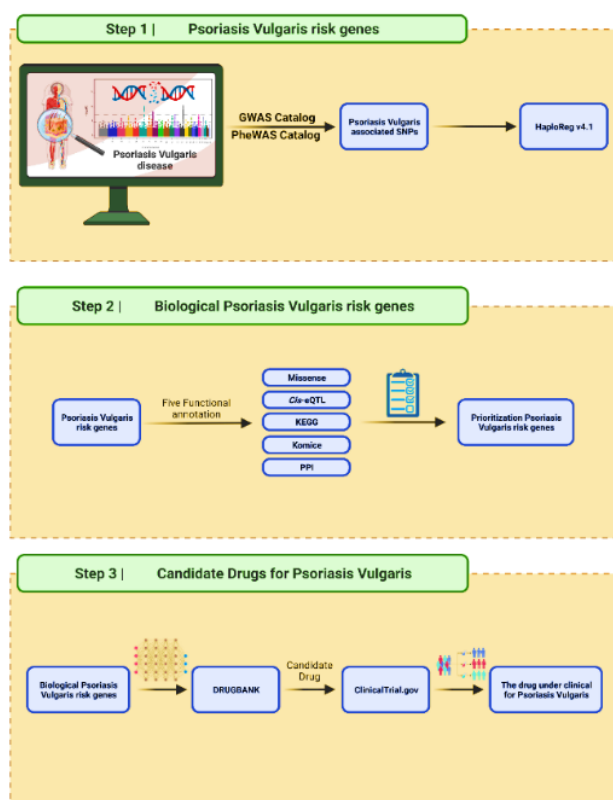 Step 1 | Psoriasis Vulgaris risk genes
Psoriasis Vulgaris
disease
GWAS Catalog
PheWAS Catalog
Psoriasis Vulgaris
associated SNPs
HaploReg v4.1
Step 2 | Biological Psoriasis Vulgaris risk genes
Psoriasis Vulgaris
risk genes
Five Functional
annotation
Missense
Cis-eQTL
KEGG
Komice
PPI
Prioritization Psoriasis
Vulgaris risk genes
Step 3 | Candidate Drugs for Psoriasis Vulgaris
Biological Psoriasis
Vulgaris risk genes
DRUGBANK
Candidate
Drug
ClinicalTrial.gov
The drug under clinical
for Psoriasis Vulgaris